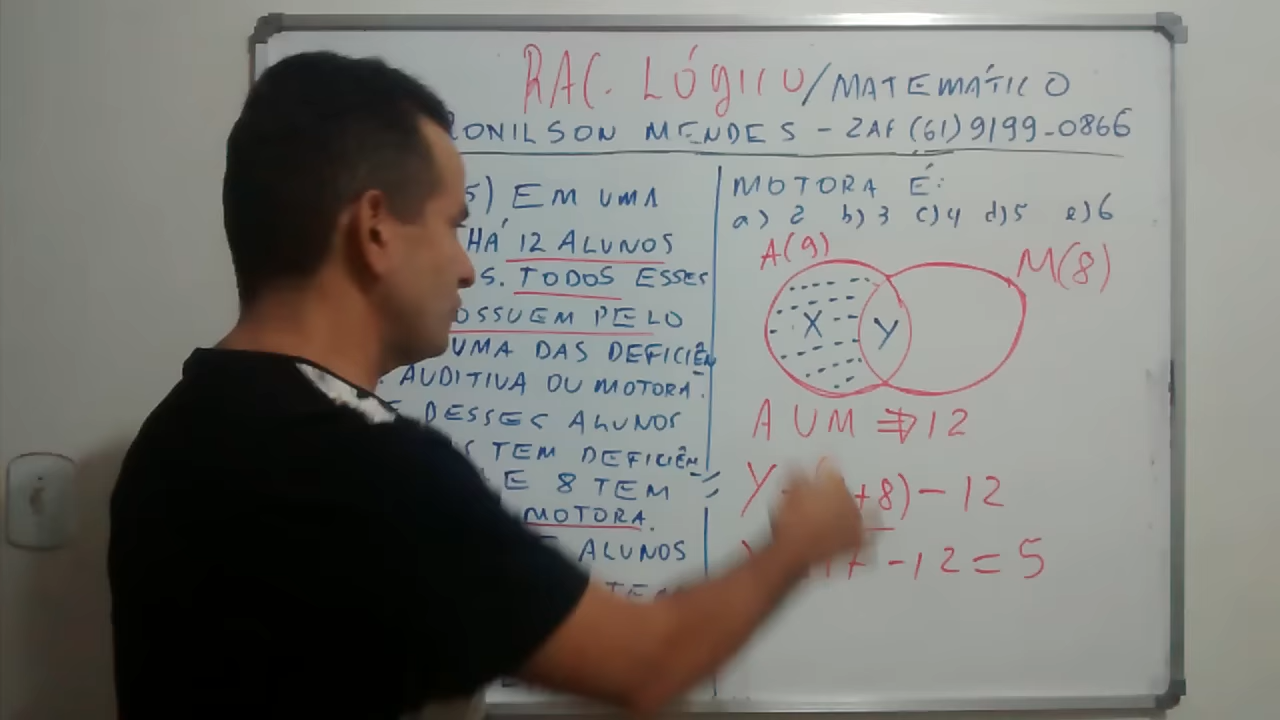 RAC. LÓGICO/MATEMÁTICO
RONILSON MENDES - ZAP (61)9199-0866
5) EM UMA
HÁ 12 ALUNOS
S. TODOS ESSES
OSSUEM PELO
UMA DAS DEFICIÊN
AUDITIVA OU MOTORA.
E DESSES ALUNOS
S TEM DEFICIÊN
E 8 TEM
MOTORA.
E ALUNOS
MOTORA É:
a) 2 b) 3 c) 4 d) 5 e) 6
A(9) M(8)
X Y
A U M ⇒ 12
Y +8) - 12
17 - 12 = 5